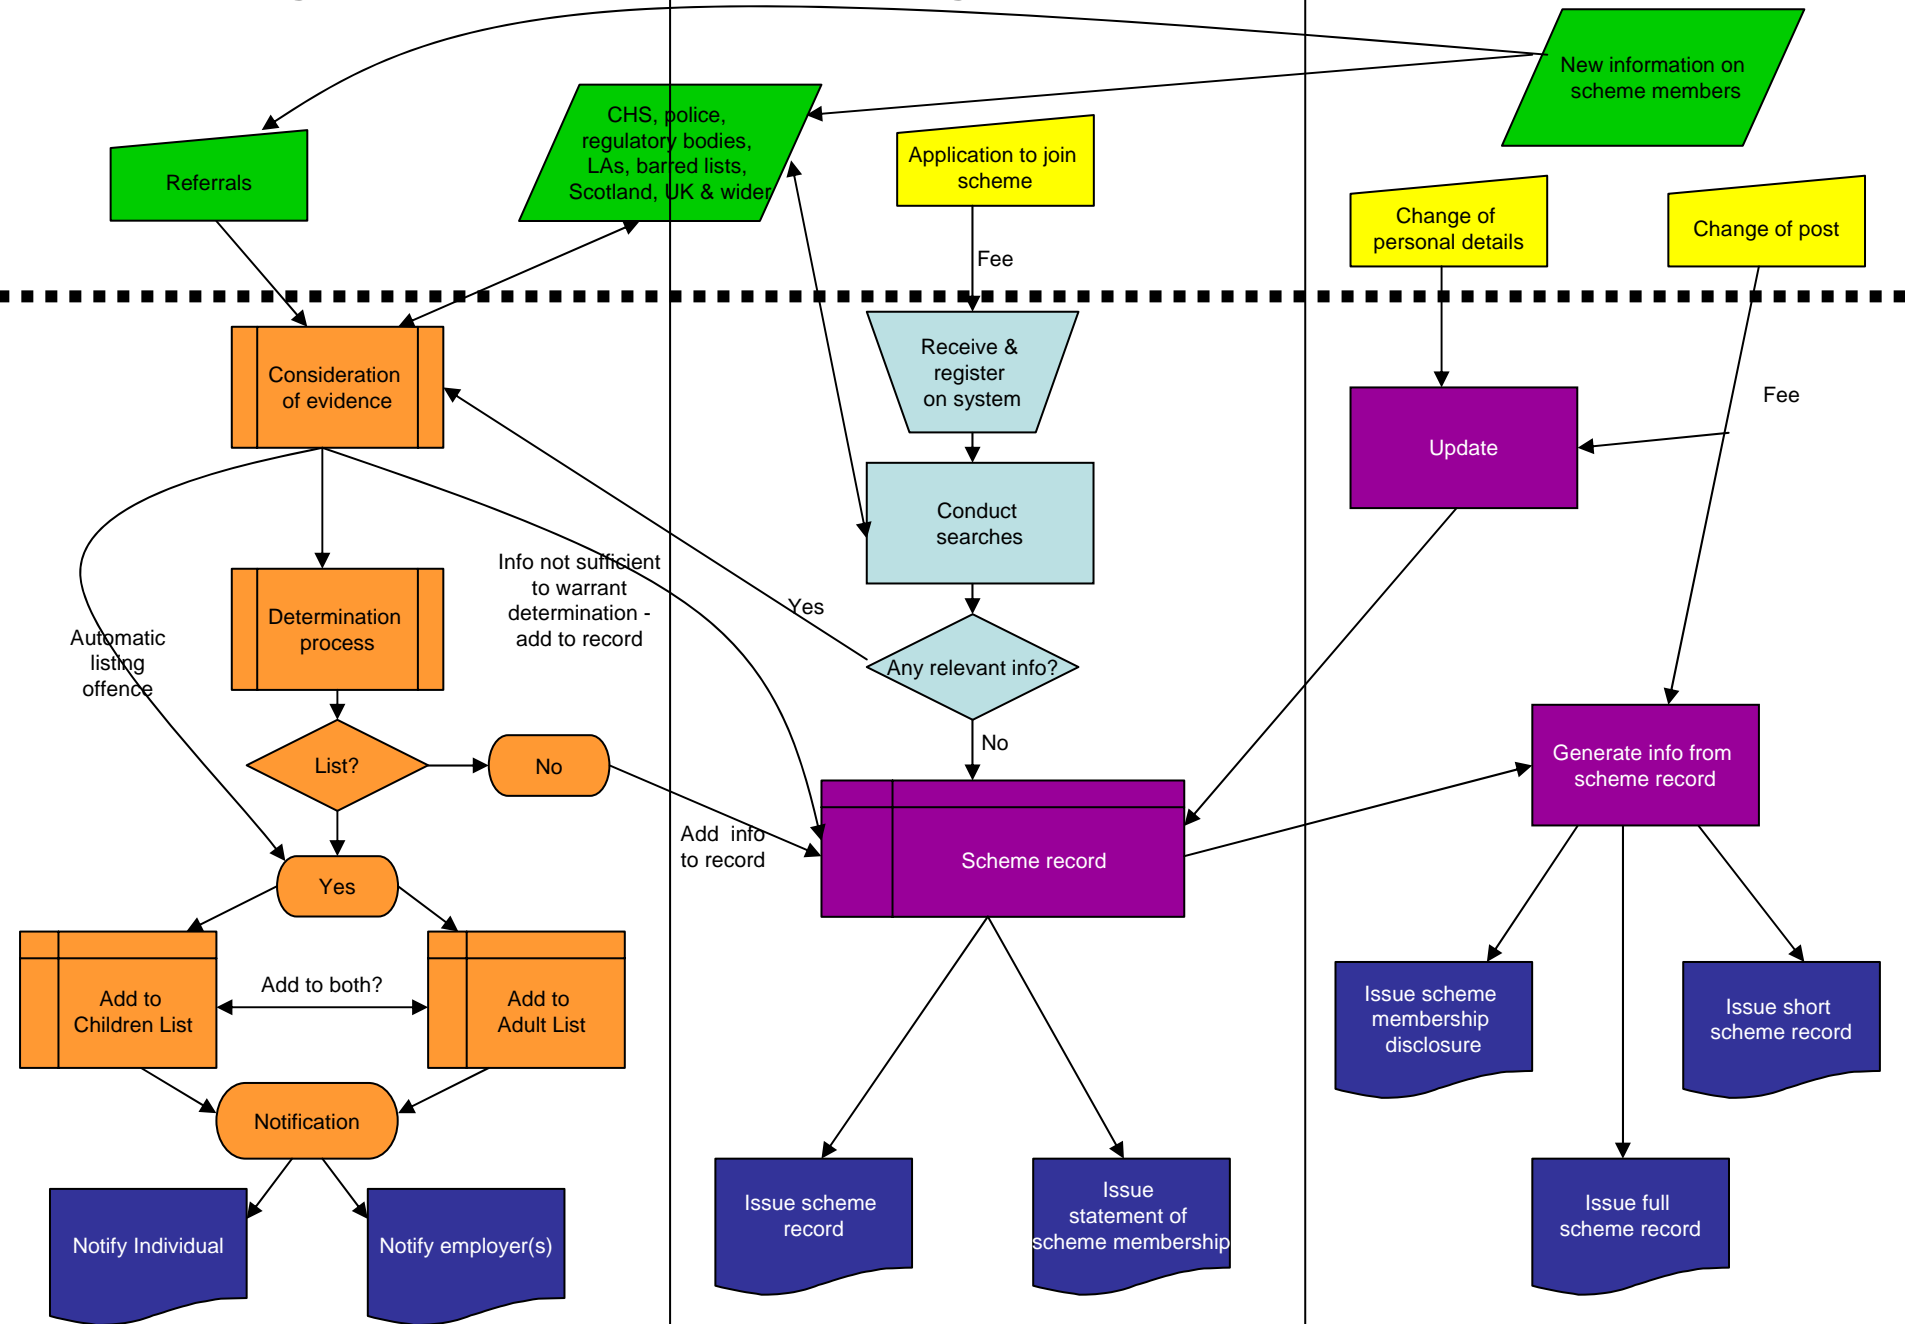 New information on
scheme members
CHS, police,
regulatory bodies,
LAs, barred lists,
Scotland, UK & wider
Referrals
Application to join
scheme
Change of
personal details
Change of post
Fee
Consideration
of evidence
Receive &
register
on system
Fee
Update
Conduct
searches
Info not sufficient
to warrant
determination -
add to record
Yes
Determination
process
Automatic
listing
offence
Any relevant info?
No
List?
No
Generate info from
scheme record
Add info
to record
Scheme record
Yes
Add to both?
Add to
Children List
Add to
Adult List
Issue scheme
membership
disclosure
Issue short
scheme record
Notification
Notify Individual
Notify employer(s)
Issue scheme
record
Issue
statement of
scheme membership
Issue full
scheme record